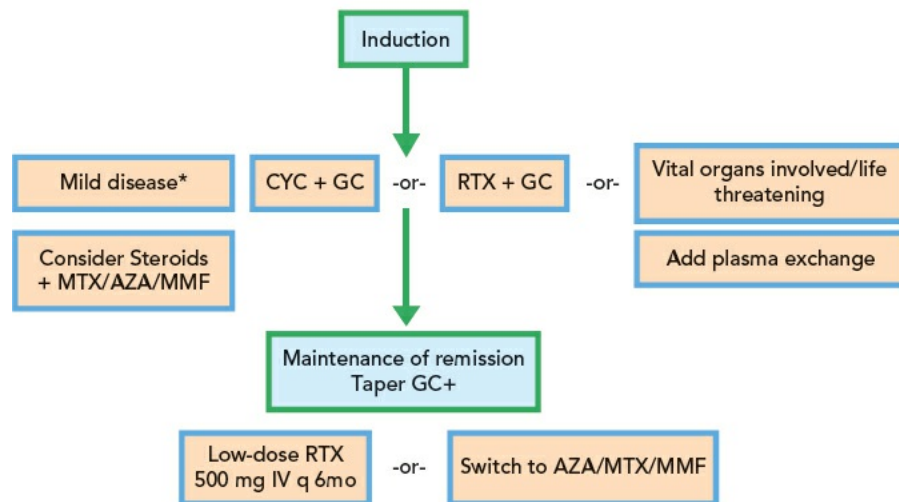 Induction
Mild disease*
CYC + GC
-or-
RTX + GC
-or-
Vital organs involved/life
threatening
Consider Steroids
+ MTX/AZA/MMF
Add plasma exchange
Maintenance of remission
Taper GC+
Low-dose RTX
500 mg IV q 6mo
-or-
Switch to AZA/MTX/MMF